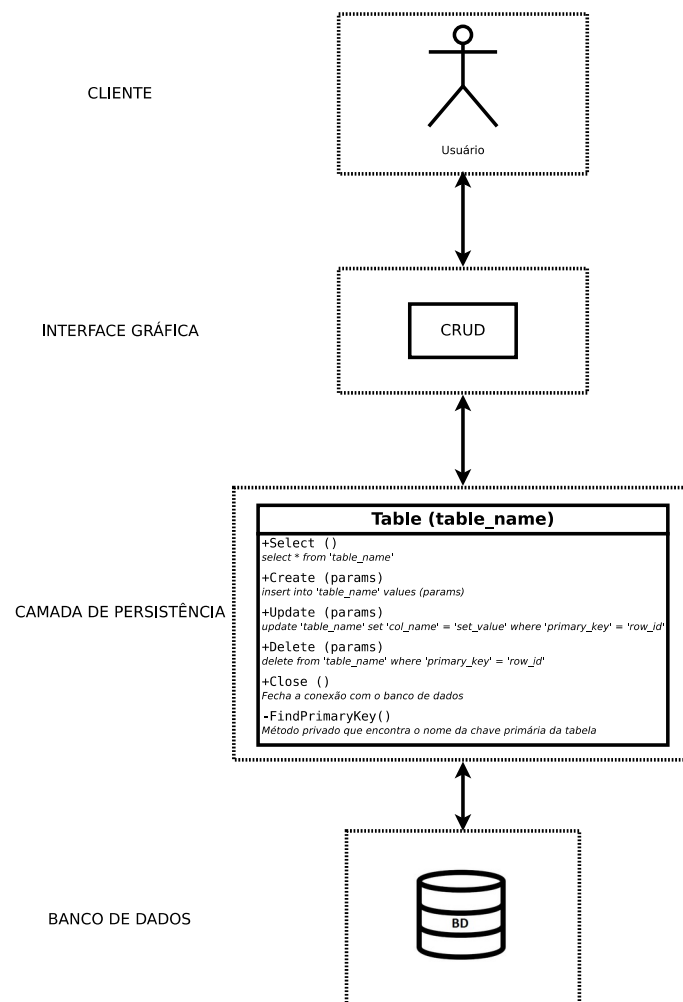 CLIENTE
Usuário
INTERFACE GRÁFICA
CRUD
CAMADA DE PERSISTÊNCIA
Table (table_name)
+Select ()
select * from 'table_name'
+Create (params)
insert into 'table_name' values (params)
+Update (params)
update 'table_name' set 'col_name' = 'set_value' where 'primary_key' = 'row_id'
+Delete (params)
delete from 'table_name' where 'primary_key' = 'row_id'
+Close ()
Fecha a conexão com o banco de dados
-FindPrimaryKey()
Método privado que encontra o nome da chave primária da tabela
BANCO DE DADOS
BD